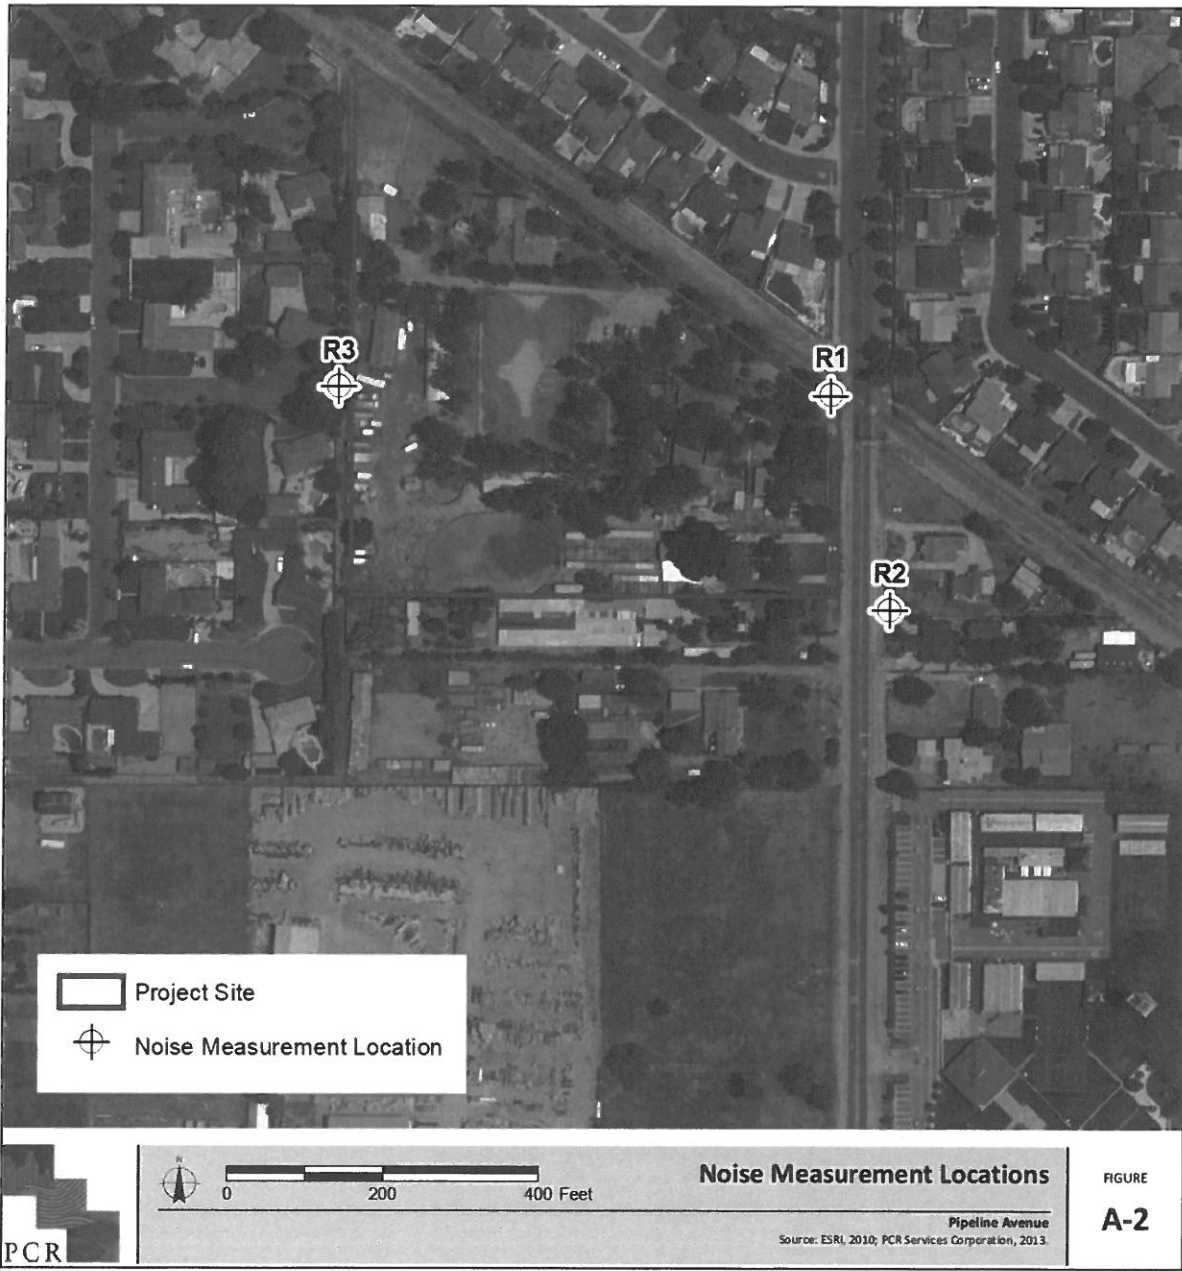 R3
R1
R2
Project Site
Noise Measurement Location
PCR
N
0 200 400 Feet
Noise Measurement Locations
Pipeline Avenue
Source: ESRI, 2010; PCR Services Corporation, 2013.
FIGURE
A-2